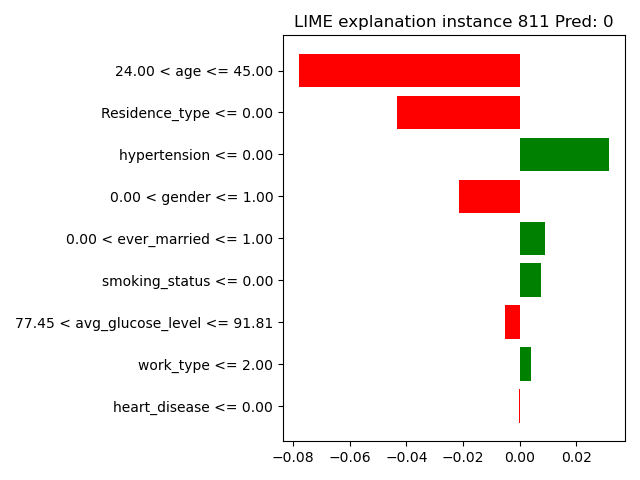 LIME explanation instance 811 Pred: 0
24.00 < age <= 45.00
Residence_type <= 0.00
hypertension <= 0.00
0.00 < gender <= 1.00
0.00 < ever_married <= 1.00
smoking_status <= 0.00
77.45 < avg_glucose_level <= 91.81
work_type <= 2.00
heart_disease <= 0.00
−0.08 −0.06 −0.04 −0.02 0.00 0.02